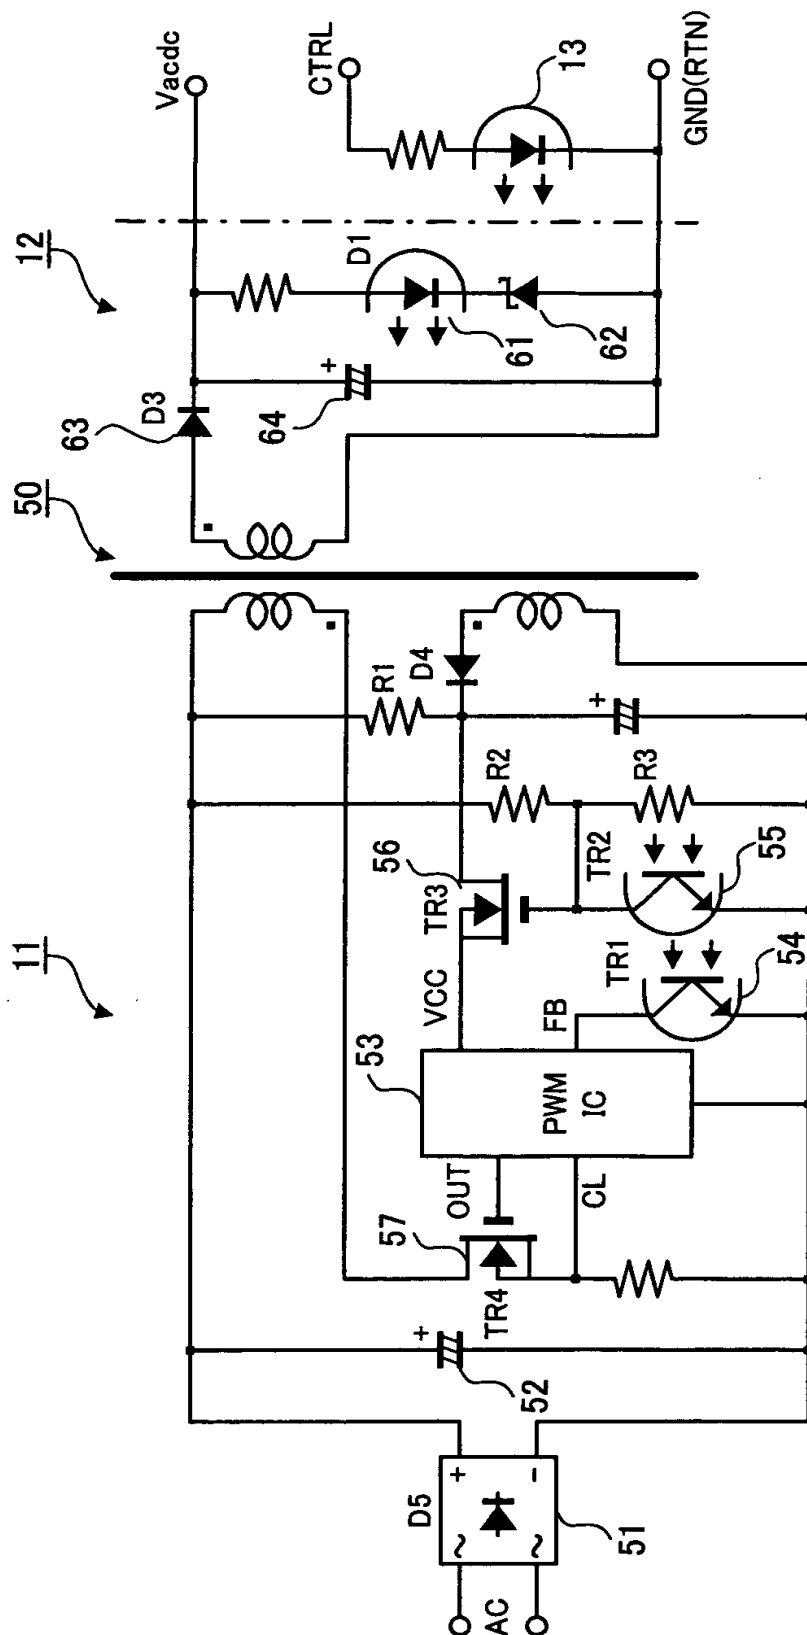 11
50
12
Vacdc
63
D3
CTRL
64
D1
61
62
13
GND(RTN)
R1
D4
R2
R3
56
TR3
VCC
TR2
55
TR1
54
FB
53
PWM
IC
OUT
CL
57
TR4
+
52
+
+
D5
+
-
~
~
51
AC